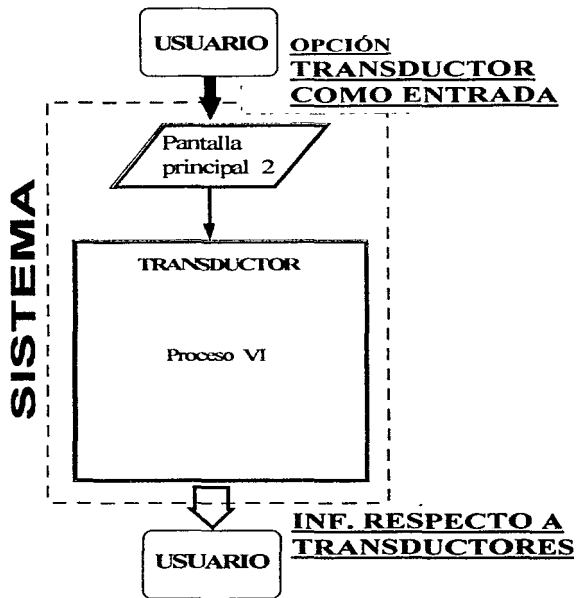 USUARIO
OPCIÓN
TRANSDUCTOR
COMO ENTRADA
Pantalla
principal 2
SISTEMA
TRANSDUCTOR
Proceso VI
INF. RESPECTO A
TRANSDUCTORES
USUARIO